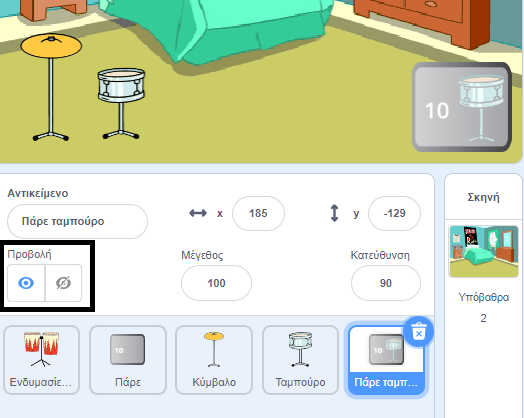 10
Αντικείμενο
Πάρε ταμπούρο
x 185
y -129
Σκηνή
Προβολή
Μέγεθος
100
Κατεύθυνση
90
Υπόβαθρα
2
10
10
Ενδυμασίε...
Πάρε
Κύμβαλο
Ταμπούρο
Πάρε ταμπ...